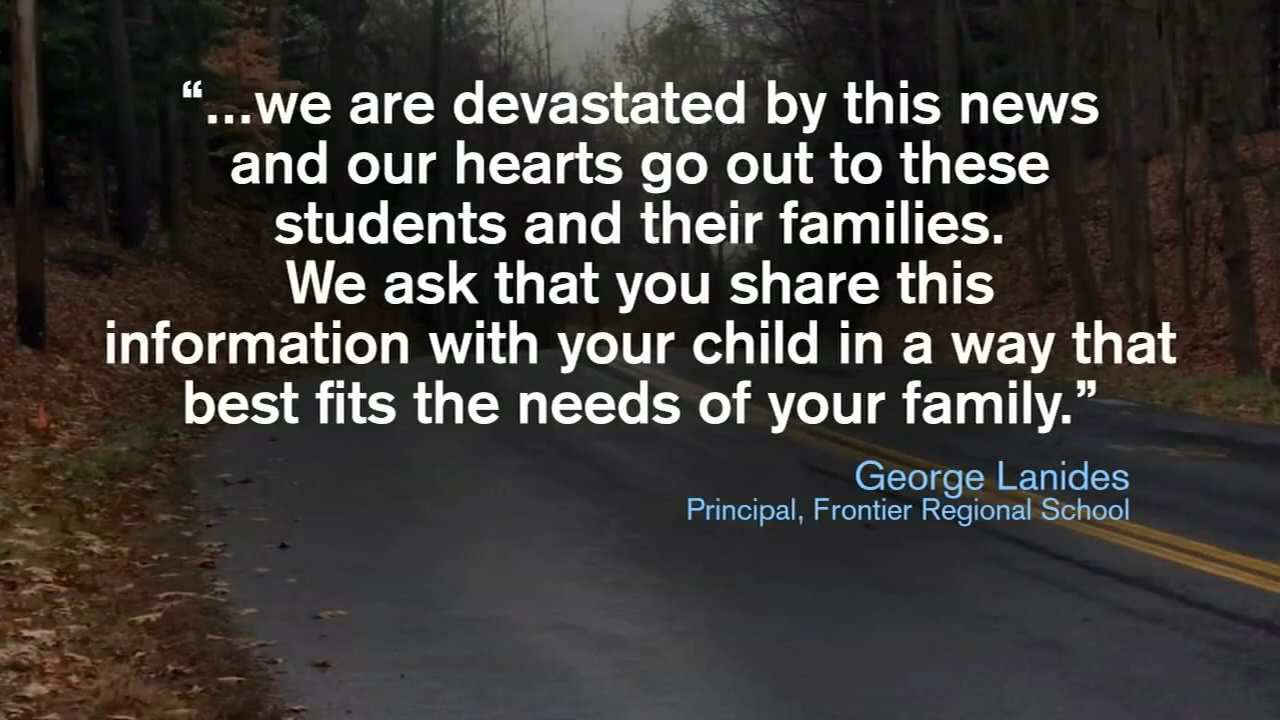 “...we are devastated by this news
and our hearts go out to these
students and their families.
We ask that you share this
information with your child in a way that
best fits the needs of your family.”
George Lanides
Principal, Frontier Regional School